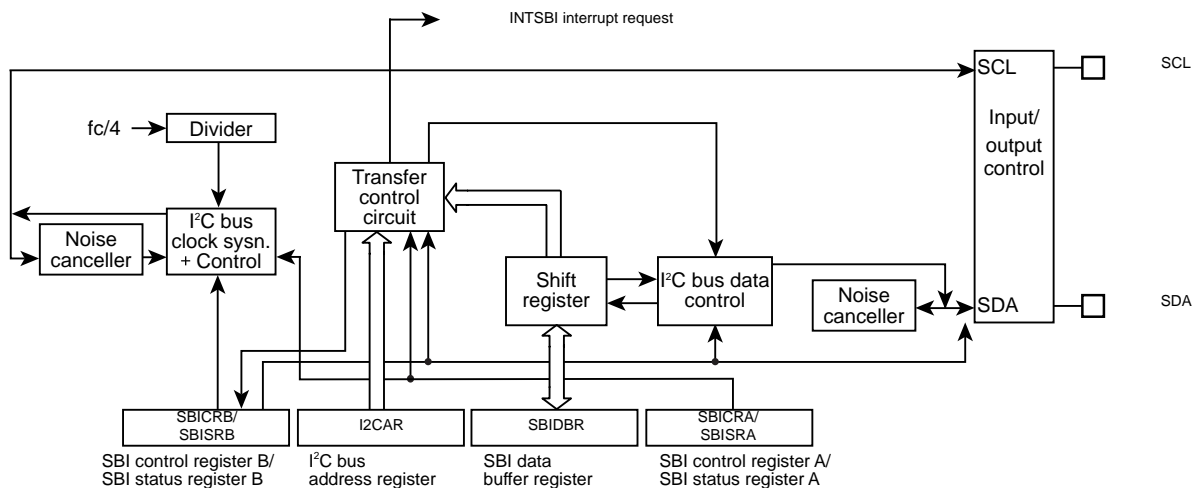 INTSBI interrupt request
SCL
SCL
fc/4
Divider
Input/
output
control
Transfer
control
circuit
I²C bus
clock sysn.
+ Control
Noise
canceller
Shift
register
I²C bus data
control
Noise
canceller
SDA
SDA
SBICRB/
SBISRB
I2CAR
SBIDBR
SBICRA/
SBISRA
SBI control register B/
SBI status register B
I²C bus
address register
SBI data
buffer register
SBI control register A/
SBI status register A